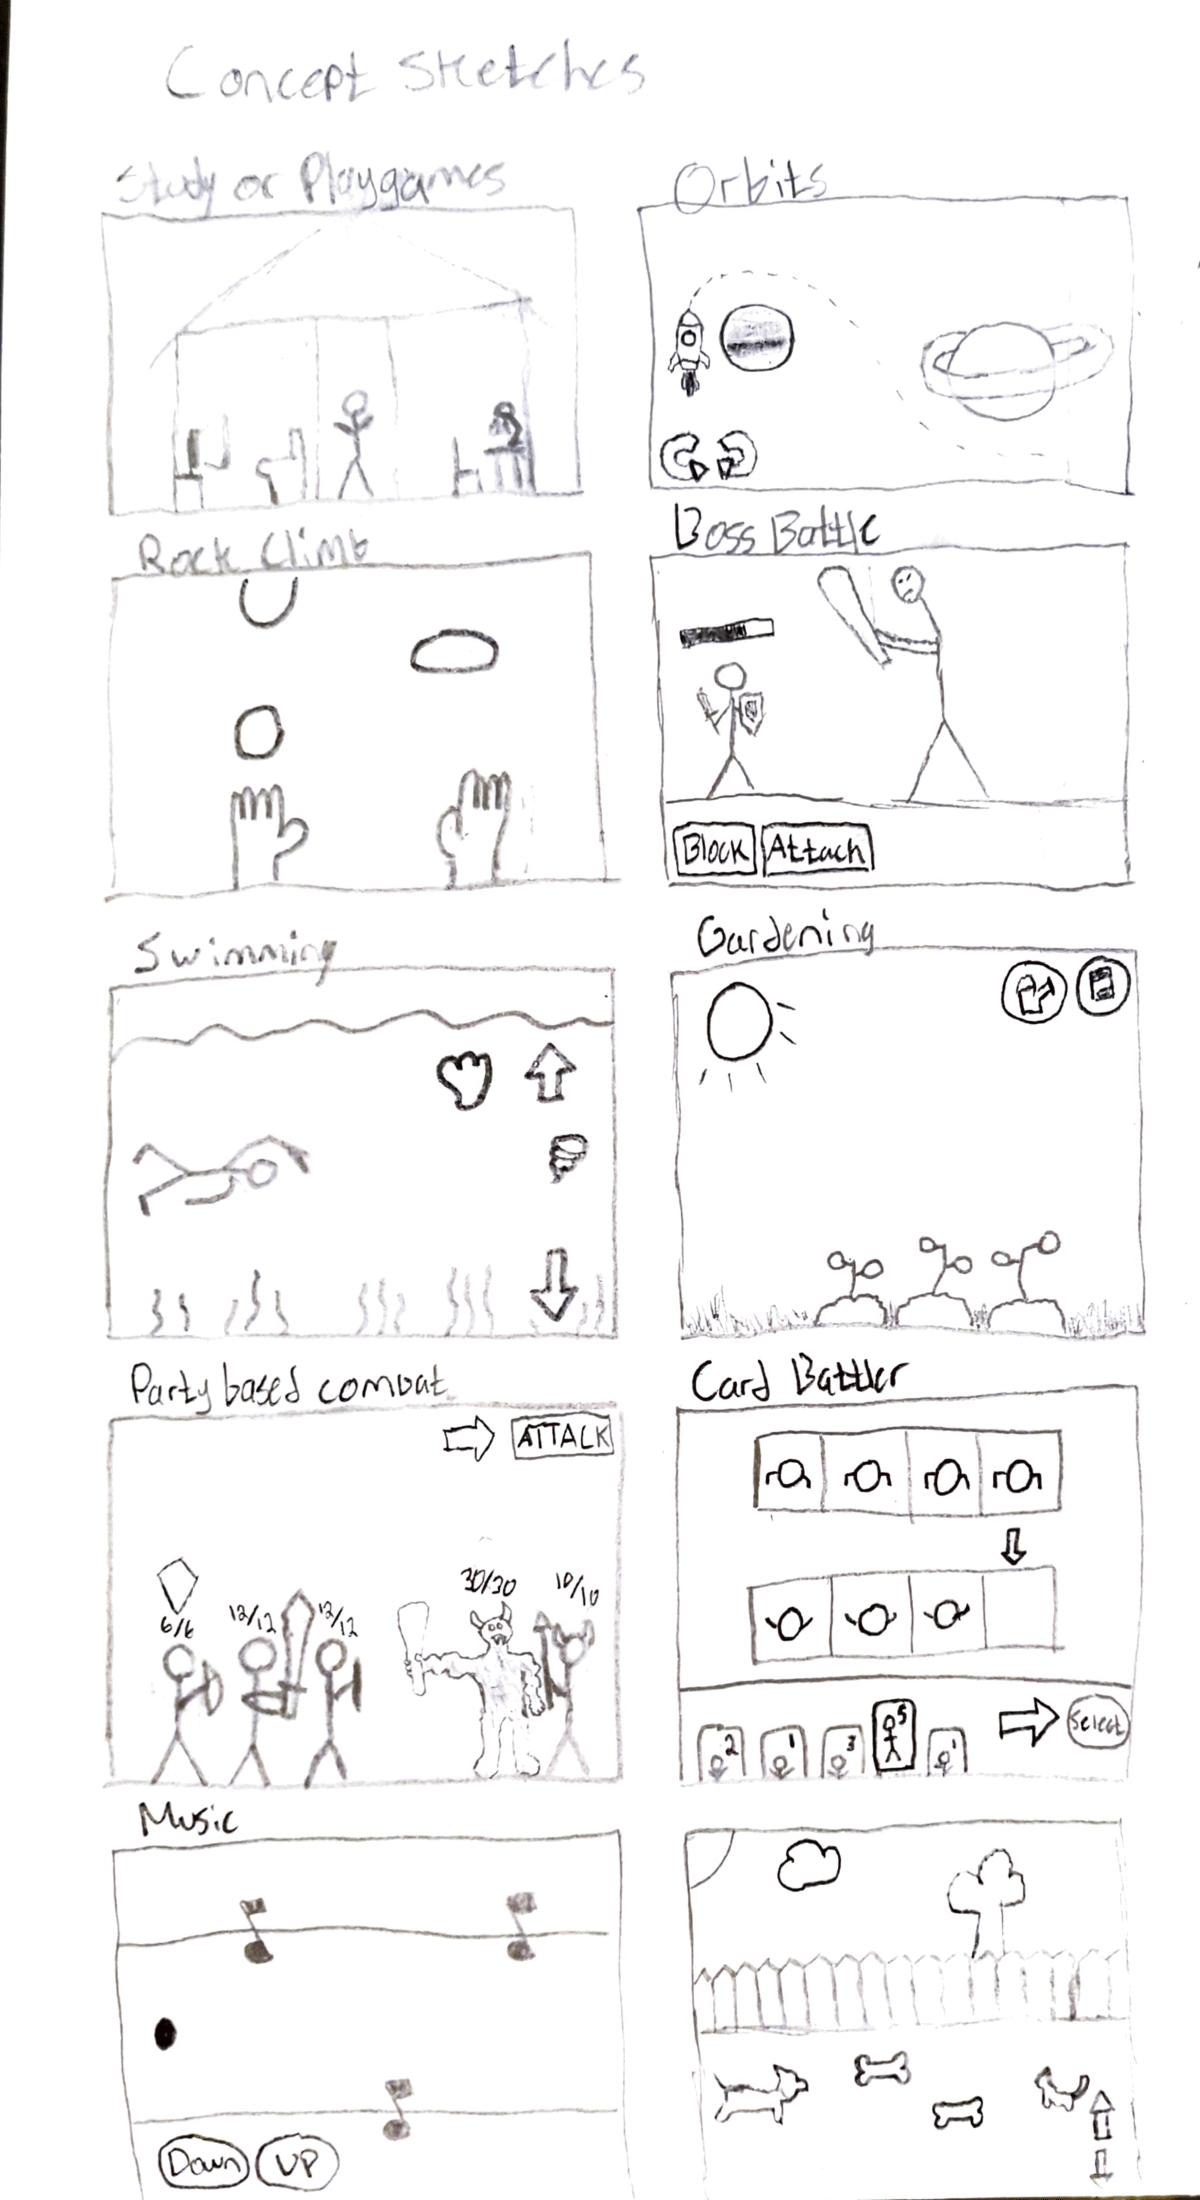 Concept Sketches
Study or Playgames
Orbits
Rock Climb
Boss Battle
Block Attach
Swimming
Gardening
Party based combat
ATTALK
6/6 12/12 12/12 30/30 10/10
Card Battler
2 1 3 5 1
Select
Music
Down UP